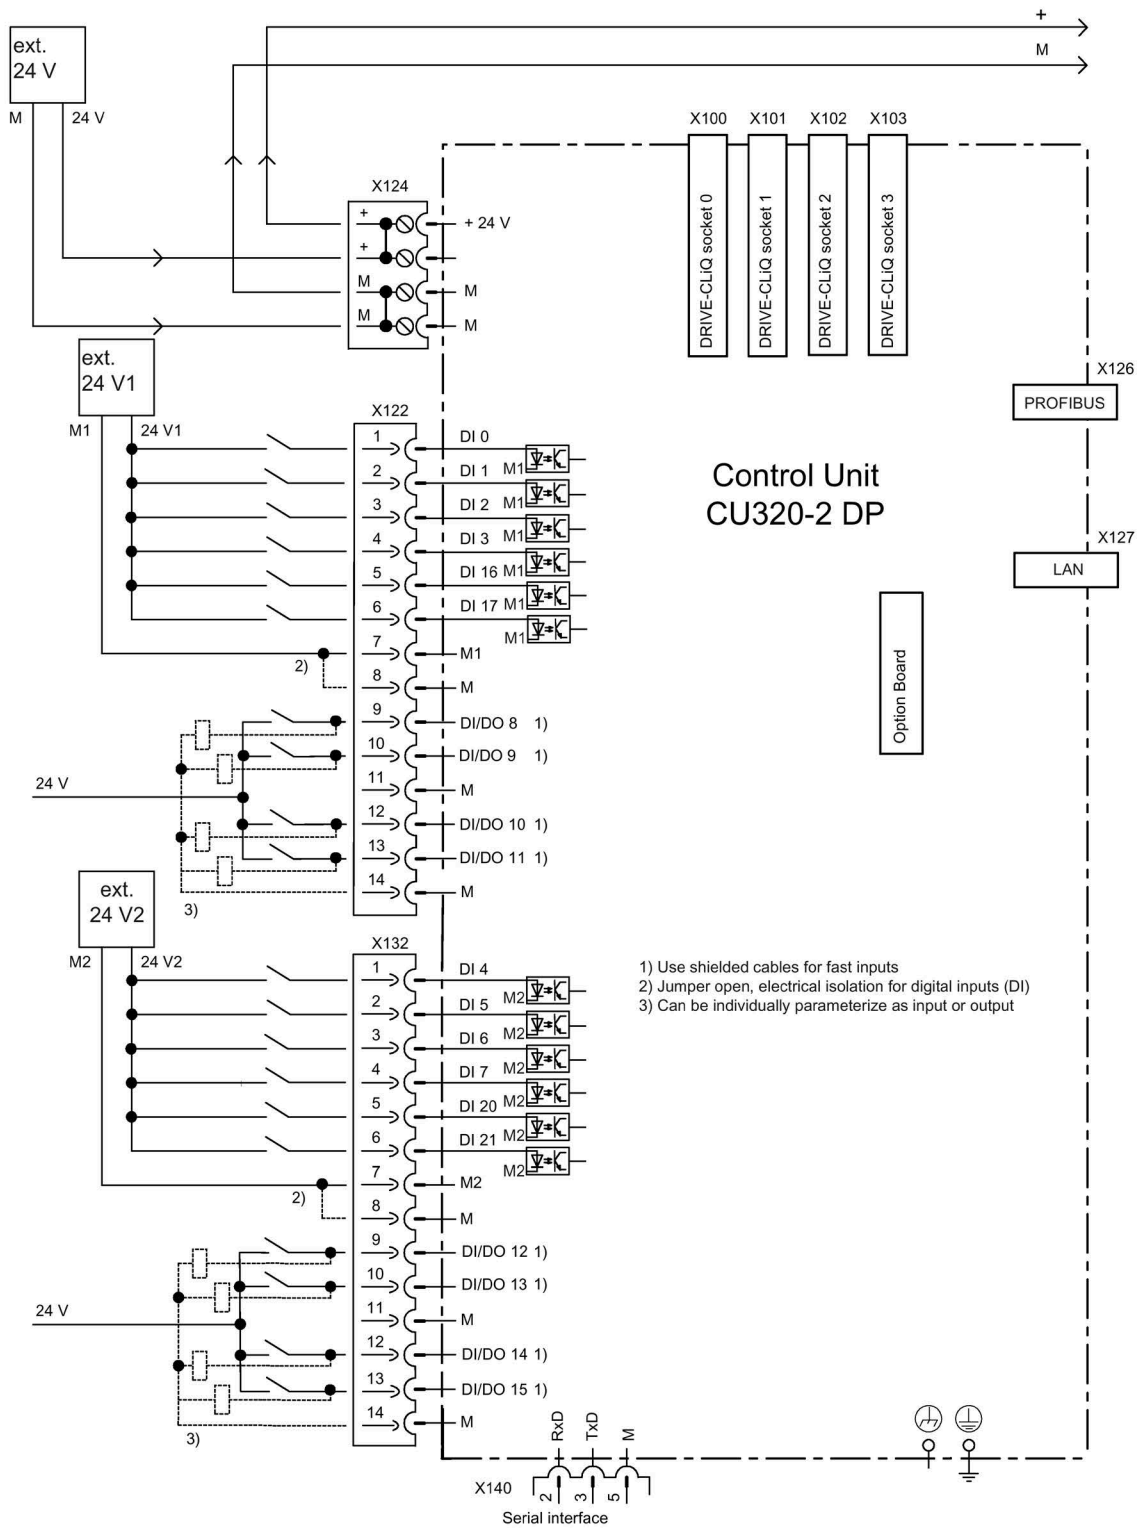 +
M
ext.
24 V
M 24 V
X100 X101 X102 X103
DRIVE-CLiQ socket 0
DRIVE-CLiQ socket 1
DRIVE-CLiQ socket 2
DRIVE-CLiQ socket 3
X124
+ + 24 V
+
M M
M M
ext.
24 V1
M1 24 V1
X126
PROFIBUS
X122
1 DI 0
M1
2 DI 1
M1
3 DI 2
M1
4 DI 3
M1
5 DI 16
M1
6 DI 17
M1
7 M1
2)
8 M
Control Unit
CU320-2 DP
X127
LAN
Option Board
9 DI/DO 8 1)
10 DI/DO 9 1)
24 V
11 M
12 DI/DO 10 1)
13 DI/DO 11 1)
14 M
3)
ext.
24 V2
M2 24 V2
X132
1 DI 4
M2
2 DI 5
M2
3 DI 6
M2
4 DI 7
M2
5 DI 20
M2
6 DI 21
M2
7 M2
2)
8 M
1) Use shielded cables for fast inputs
2) Jumper open, electrical isolation for digital inputs (DI)
3) Can be individually parameterize as input or output
9 DI/DO 12 1)
10 DI/DO 13 1)
24 V
11 M
12 DI/DO 14 1)
13 DI/DO 15 1)
14 M
3)
RxD
TxD
M
X140
2 3 5
Serial interface